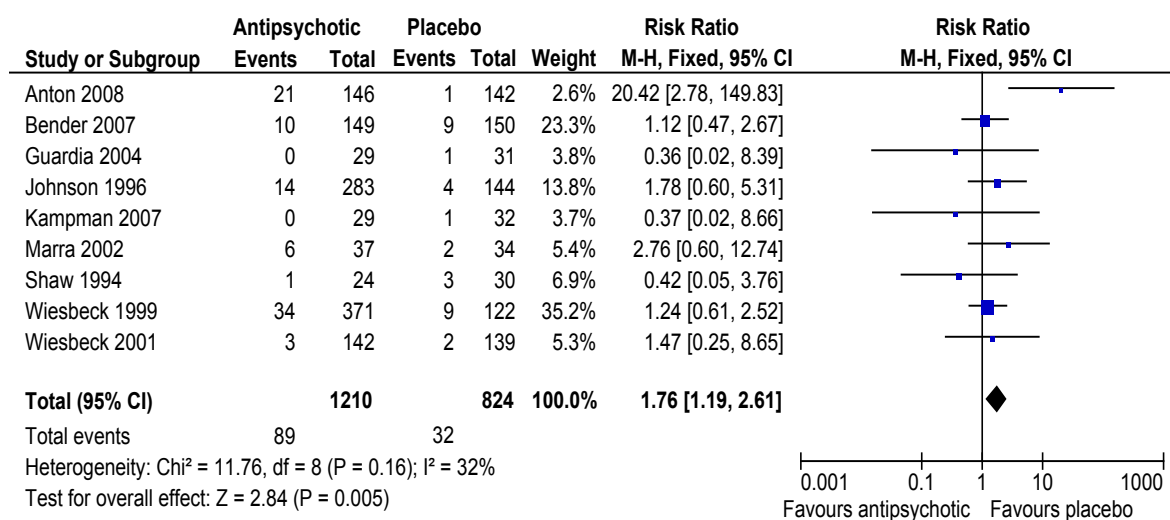 Antipsychotic Placebo Risk Ratio Risk Ratio
Study or Subgroup Events Total Events Total Weight M-H, Fixed, 95% CI M-H, Fixed, 95% CI
Anton 2008 21 146 1 142 2.6% 20.42 [2.78, 149.83]
Bender 2007 10 149 9 150 23.3% 1.12 [0.47, 2.67]
Guardia 2004 0 29 1 31 3.8% 0.36 [0.02, 8.39]
Johnson 1996 14 283 4 144 13.8% 1.78 [0.60, 5.31]
Kampman 2007 0 29 1 32 3.7% 0.37 [0.02, 8.66]
Marra 2002 6 37 2 34 5.4% 2.76 [0.60, 12.74]
Shaw 1994 1 24 3 30 6.9% 0.42 [0.05, 3.76]
Wiesbeck 1999 34 371 9 122 35.2% 1.24 [0.61, 2.52]
Wiesbeck 2001 3 142 2 139 5.3% 1.47 [0.25, 8.65]
Total (95% CI) 1210 824 100.0% 1.76 [1.19, 2.61]
Total events 89 32
Heterogeneity: Chi² = 11.76, df = 8 (P = 0.16); I² = 32%
Test for overall effect: Z = 2.84 (P = 0.005)
0.001 0.1 1 10 1000
Favours antipsychotic Favours placebo